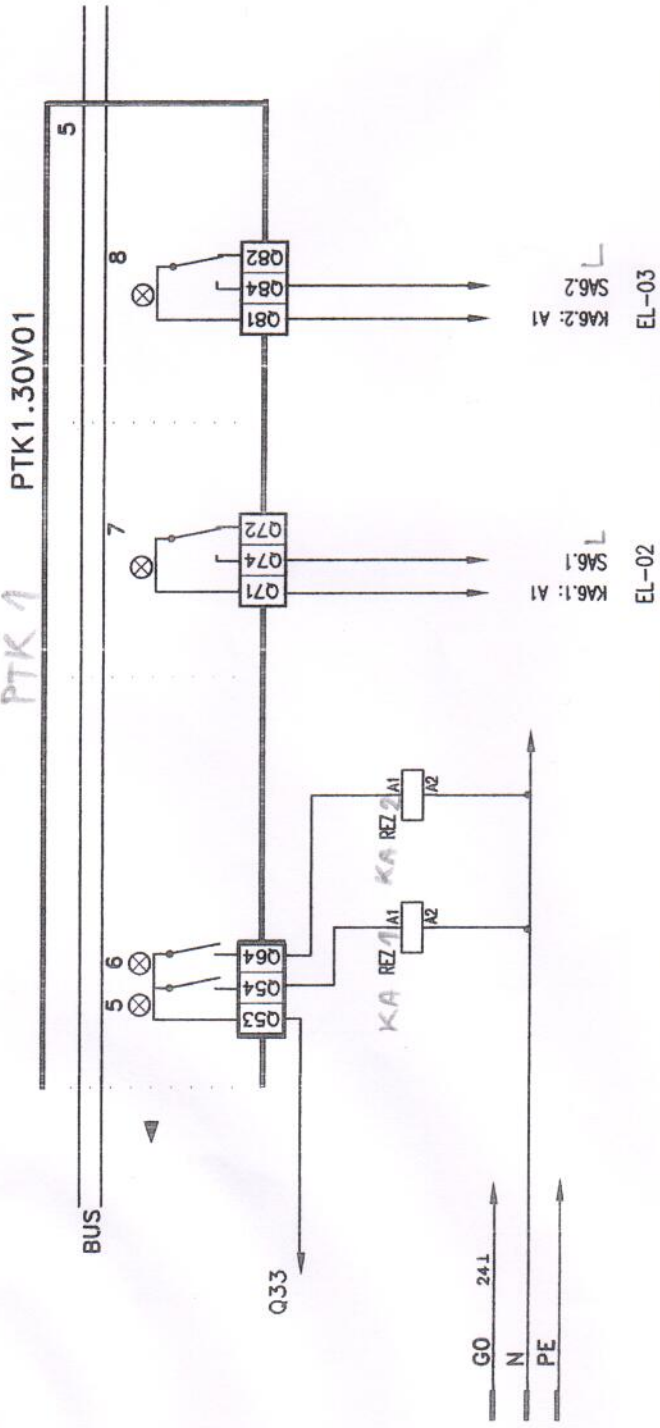 PTK 1
PTK1.30V01
BUS
5
5
6
7
8
Q53 Q54 Q64
Q71 Q74 Q72
Q81 Q84 Q82
Q33
KA REZ 1 A1
A2
KA REZ 2 A1
A2
KA6.1: A1
SA6.1 L
EL-02
KA6.2: A1
SA6.2 L
EL-03
G0 24⊥
N
PE